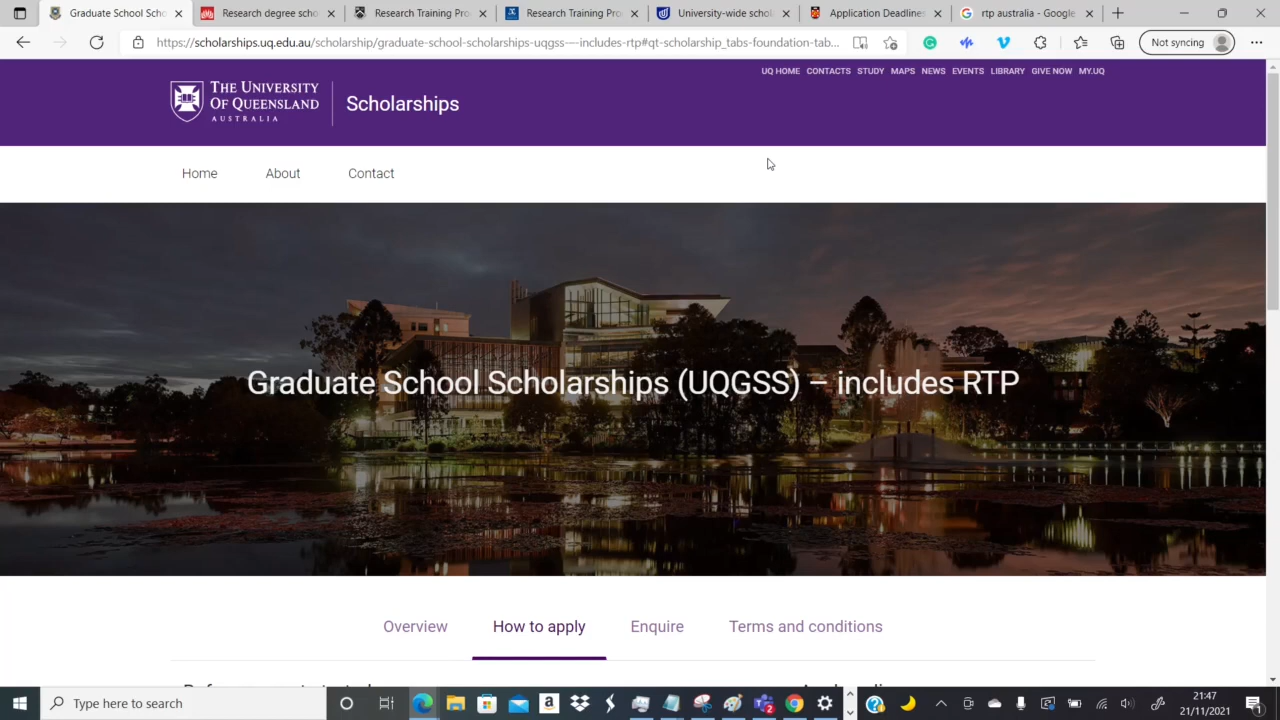 Graduate School Sch
Research degree sch
Research Training Pro
Research Training Pro
University-wide schol
Application Deadlines
rtp australia - Google
https://scholarships.uq.edu.au/scholarship/graduate-school-scholarships-uqgss-—includes-rtp#qt-scholarship_tabs-foundation-tab...
Not syncing
UQ HOME CONTACTS STUDY MAPS NEWS EVENTS LIBRARY GIVE NOW MY.UQ
THE UNIVERSITY
OF QUEENSLAND
AUSTRALIA
Scholarships
Home About Contact
Graduate School Scholarships (UQGSS) – includes RTP
Overview How to apply Enquire Terms and conditions
Type here to search
21:47
21/11/2021